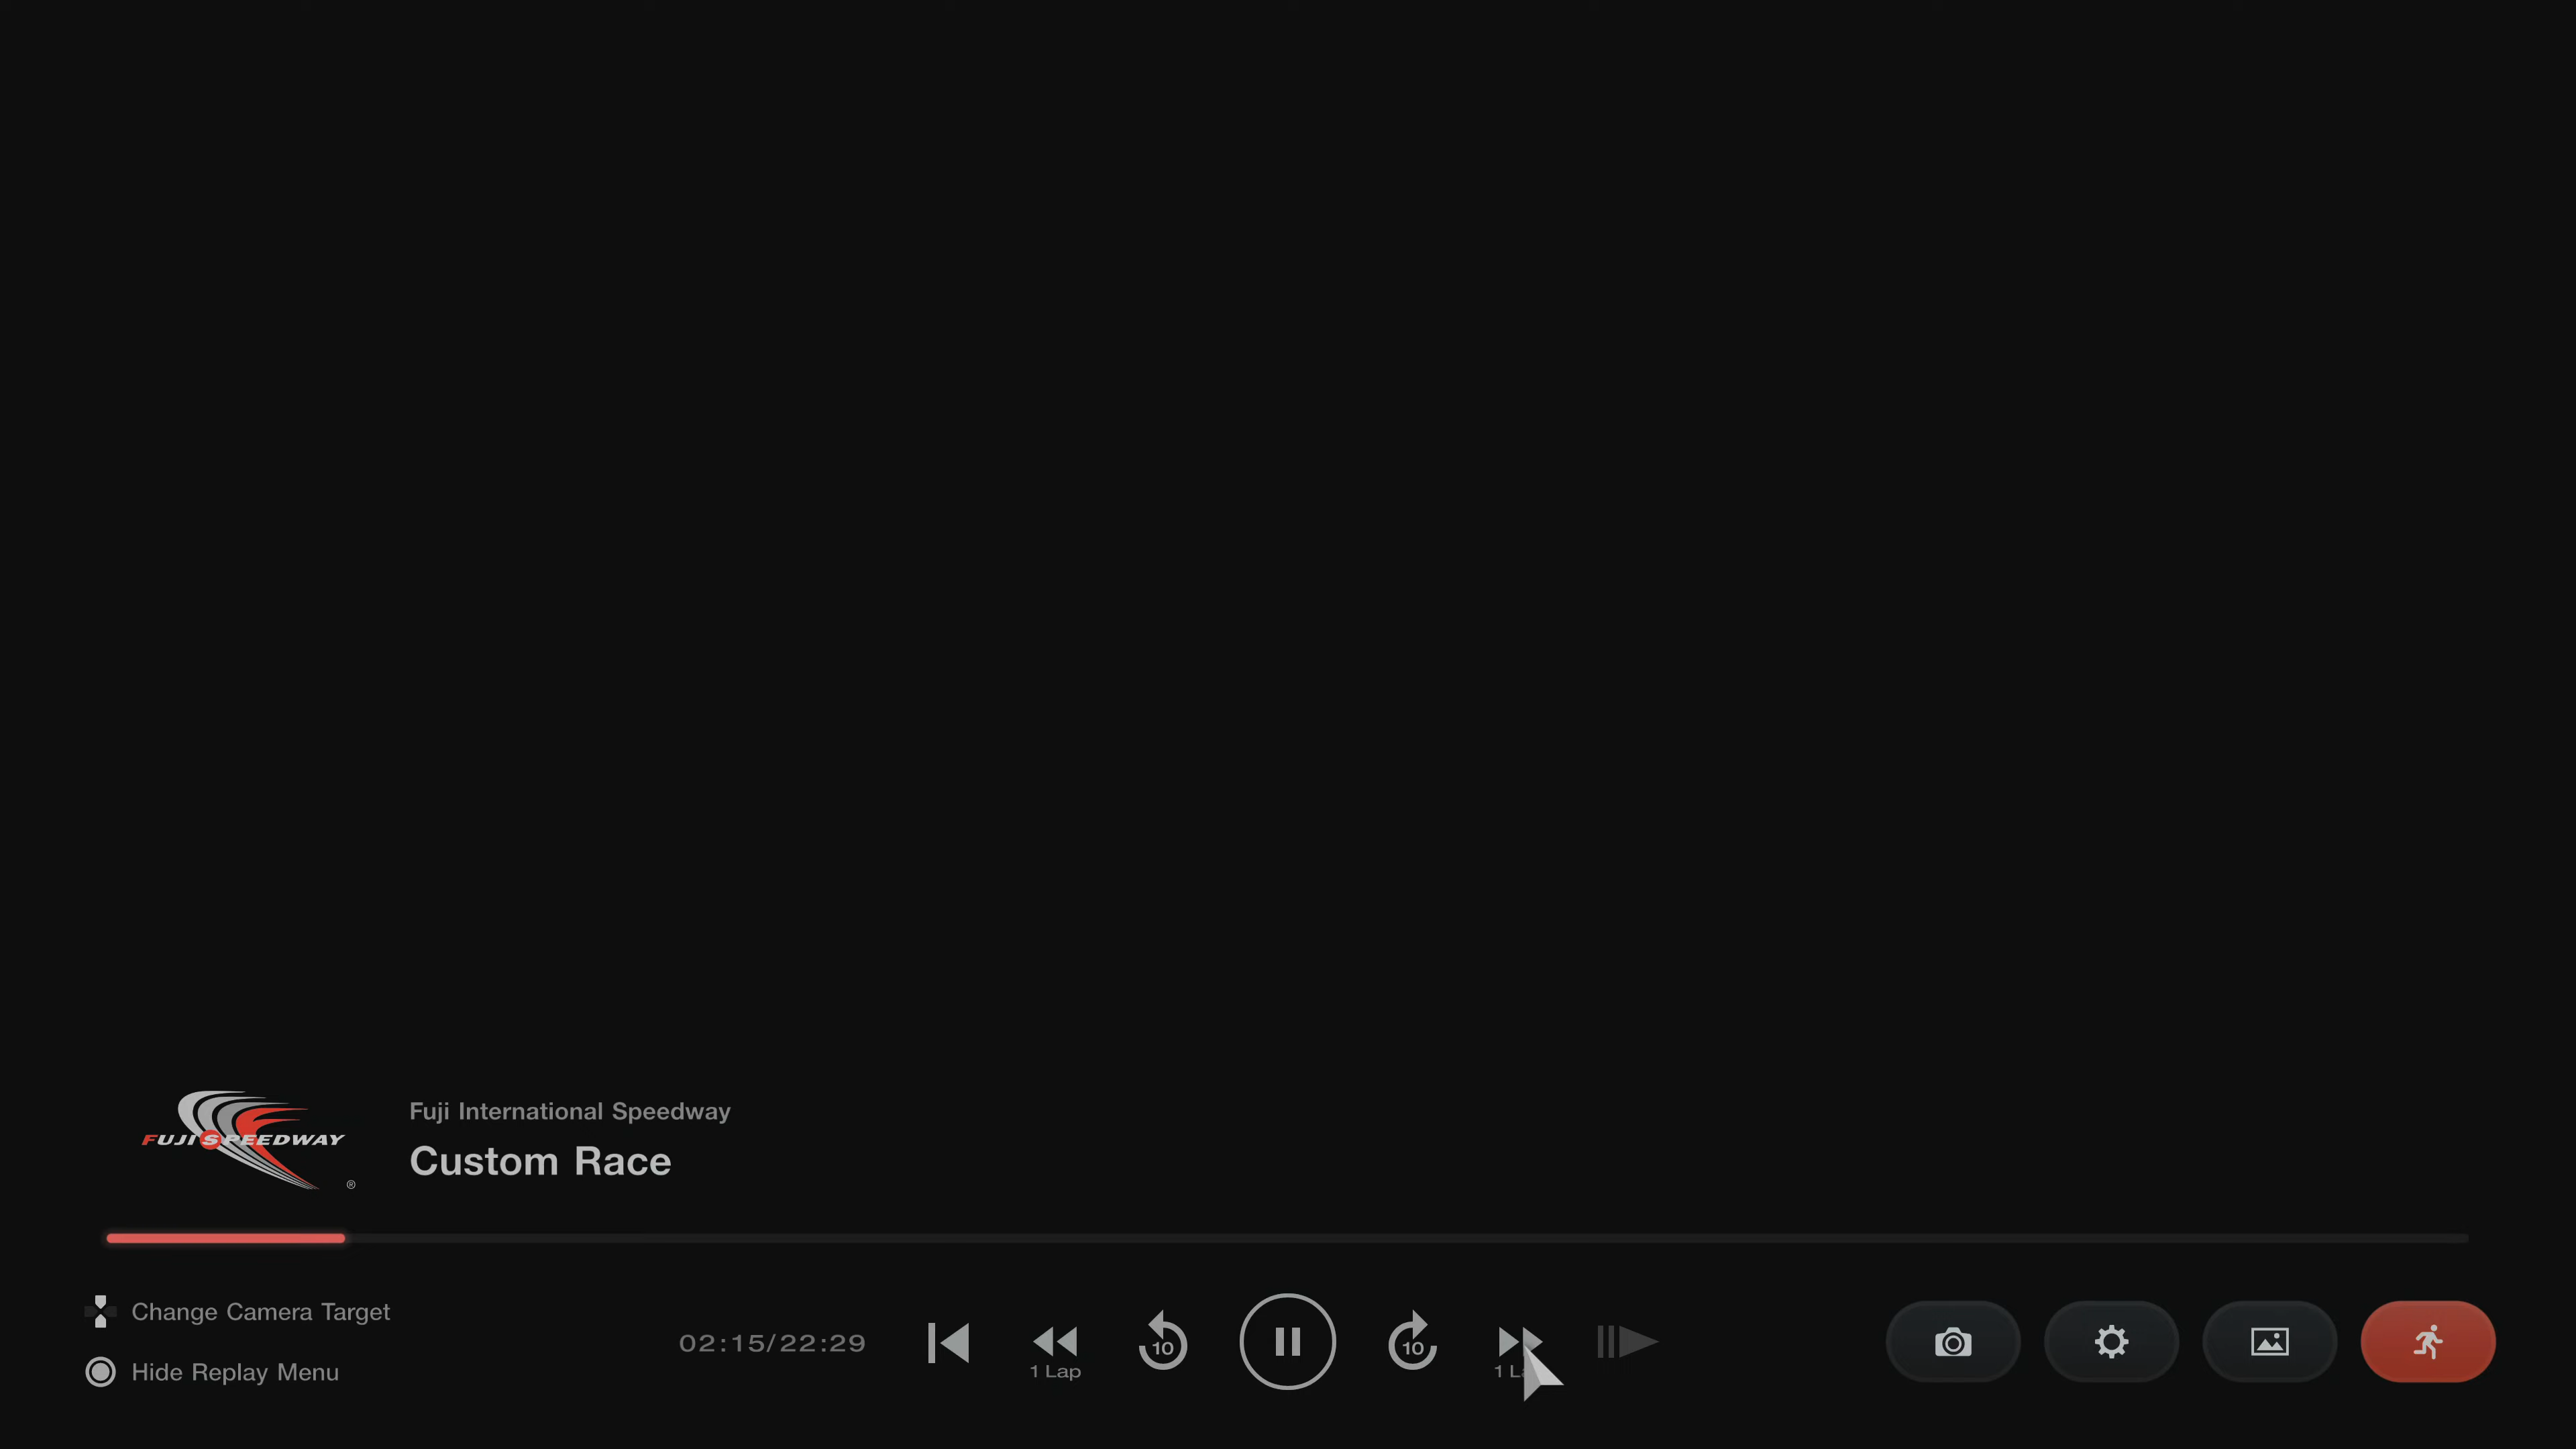 FUJI SPEEDWAY
®
Fuji International Speedway
Custom Race
Change Camera Target
Hide Replay Menu
02:15/22:29
1 Lap
10
10
1 L